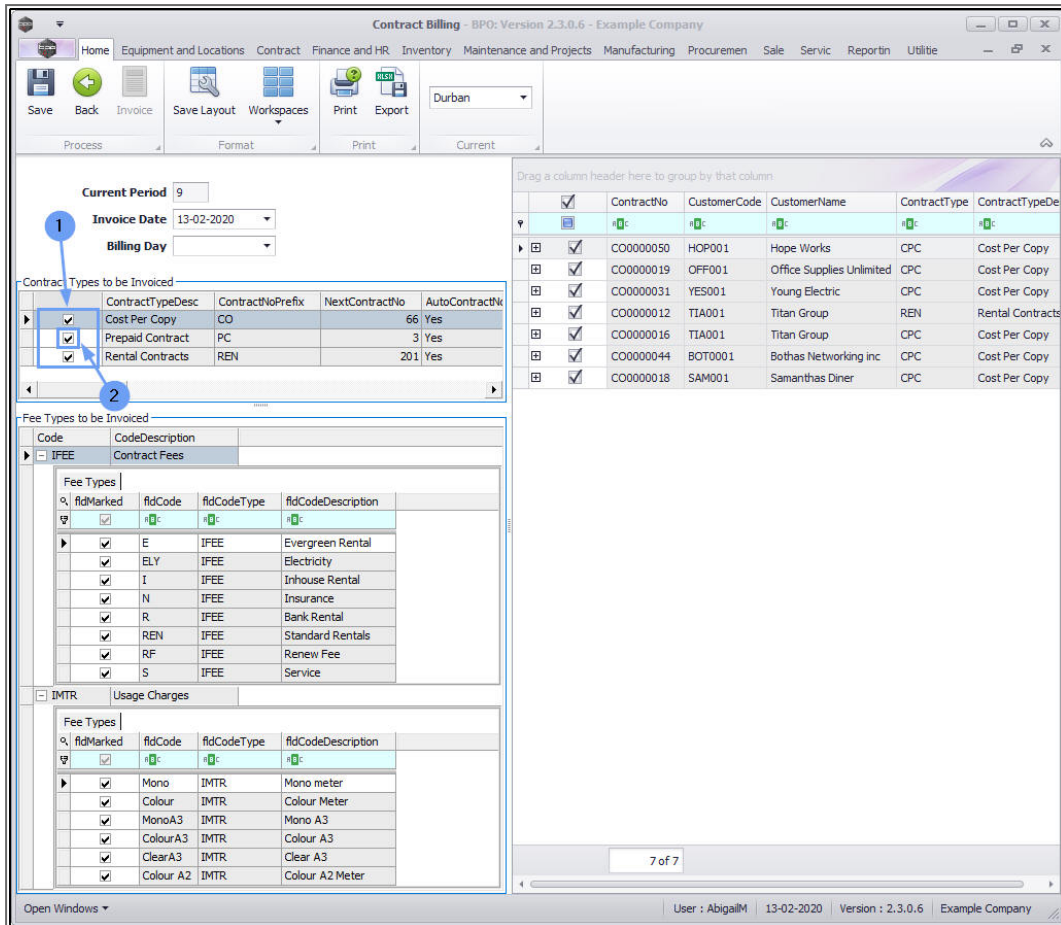 Contract Billing - BPO: Version 2.3.0.6 - Example Company
Home Equipment and Locations Contract Finance and HR Inventory Maintenance and Projects Manufacturing Procuremen Sale Servic Reportin Utilitie
Save Back Invoice Save Layout Workspaces Print Export Durban
XLSX
Process Format Print Current
Drag a column header here to group by that column
Current Period 9
Invoice Date 13-02-2020
Billing Day
1
Contract Types to be Invoiced
ContractTypeDesc ContractNoPrefix NextContractNo AutoContractNo
Cost Per Copy CO 66 Yes
Prepaid Contract PC 3 Yes
Rental Contracts REN 201 Yes
2
Fee Types to be Invoiced
Code CodeDescription
IFEE Contract Fees
Fee Types
fldMarked fldCode fldCodeType fldCodeDescription
E IFEE Evergreen Rental
ELY IFEE Electricity
I IFEE Inhouse Rental
N IFEE Insurance
R IFEE Bank Rental
REN IFEE Standard Rentals
RF IFEE Renew Fee
S IFEE Service
IMTR Usage Charges
Fee Types
fldMarked fldCode fldCodeType fldCodeDescription
Mono IMTR Mono meter
Colour IMTR Colour Meter
MonoA3 IMTR Mono A3
ColourA3 IMTR Colour A3
ClearA3 IMTR Clear A3
Colour A2 IMTR Colour A2 Meter
ContractNo CustomerCode CustomerName ContractType ContractTypeDe
CO0000050 HOP001 Hope Works CPC Cost Per Copy
CO0000019 OFF001 Office Supplies Unlimited CPC Cost Per Copy
CO0000031 YES001 Young Electric CPC Cost Per Copy
CO0000012 TIA001 Titan Group REN Rental Contracts
CO0000016 TIA001 Titan Group CPC Cost Per Copy
CO0000044 BOT0001 Bothas Networking inc CPC Cost Per Copy
CO0000018 SAM001 Samanthas Diner CPC Cost Per Copy
7 of 7
Open Windows User : AbigailM 13-02-2020 Version : 2.3.0.6 Example Company